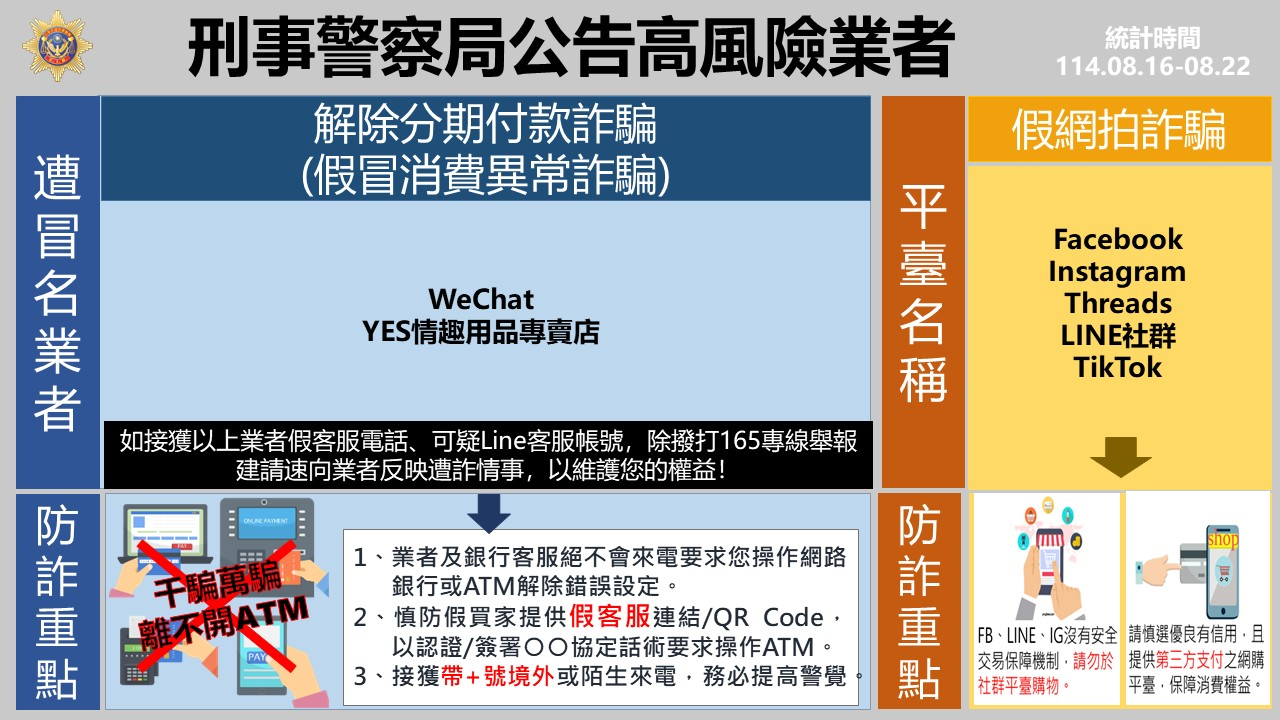 刑事警察局公告高風險業者
統計時間
114.08.16-08.22
遭冒名業者
解除分期付款詐騙
(假冒消費異常詐騙)
WeChat
YES情趣用品專賣店
如接獲以上業者假客服電話、可疑Line客服帳號，除撥打165專線舉報
建請速向業者反映遭詐情事，以維護您的權益！
平臺名稱
假網拍詐騙
Facebook
Instagram
Threads
LINE社群
TikTok
防詐重點
ONLINE PAYMENT
PAY
PAY
千騙萬騙
離不開ATM
1、業者及銀行客服絕不會來電要求您操作網路
銀行或ATM解除錯誤設定。
2、慎防假買家提供假客服連結/QR Code，
以認證/簽署〇〇協定話術要求操作ATM。
3、接獲帶+號境外或陌生來電，務必提高警覺。
防詐重點
FB、LINE、IG沒有安全
交易保障機制，請勿於
社群平臺購物。
shop
請慎選優良有信用，且
提供第三方支付之網購
平臺，保障消費權益。